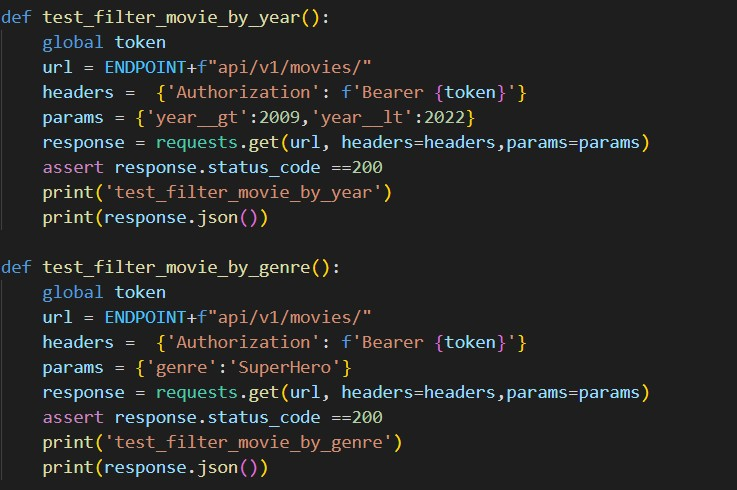 def test_filter_movie_by_year():
    global token
    url = ENDPOINT+f"api/v1/movies/"
    headers =  {'Authorization': f'Bearer {token}'}
    params = {'year__gt':2009,'year__lt':2022}
    response = requests.get(url, headers=headers,params=params)
    assert response.status_code ==200
    print('test_filter_movie_by_year')
    print(response.json())

def test_filter_movie_by_genre():
    global token
    url = ENDPOINT+f"api/v1/movies/"
    headers =  {'Authorization': f'Bearer {token}'}
    params = {'genre':'SuperHero'}
    response = requests.get(url, headers=headers,params=params)
    assert response.status_code ==200
    print('test_filter_movie_by_genre')
    print(response.json())